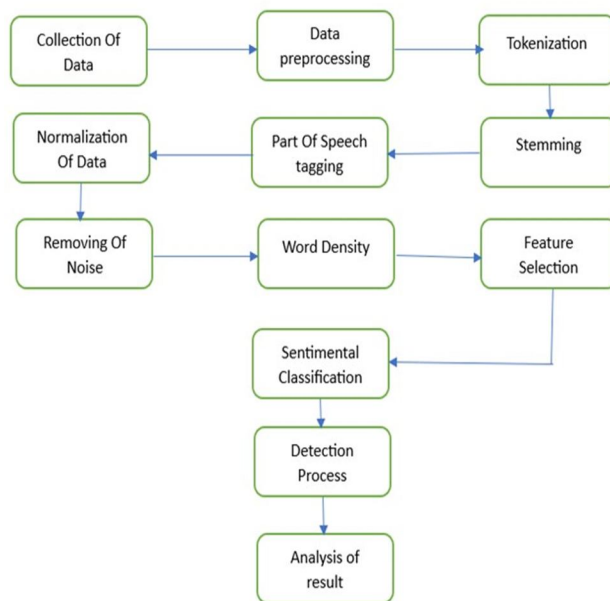 Collection Of
Data
Data
preprocessing
Tokenization
Stemming
Part Of Speech
tagging
Normalization
Of Data
Removing Of
Noise
Word Density
Feature
Selection
Sentimental
Classification
Detection
Process
Analysis of
result